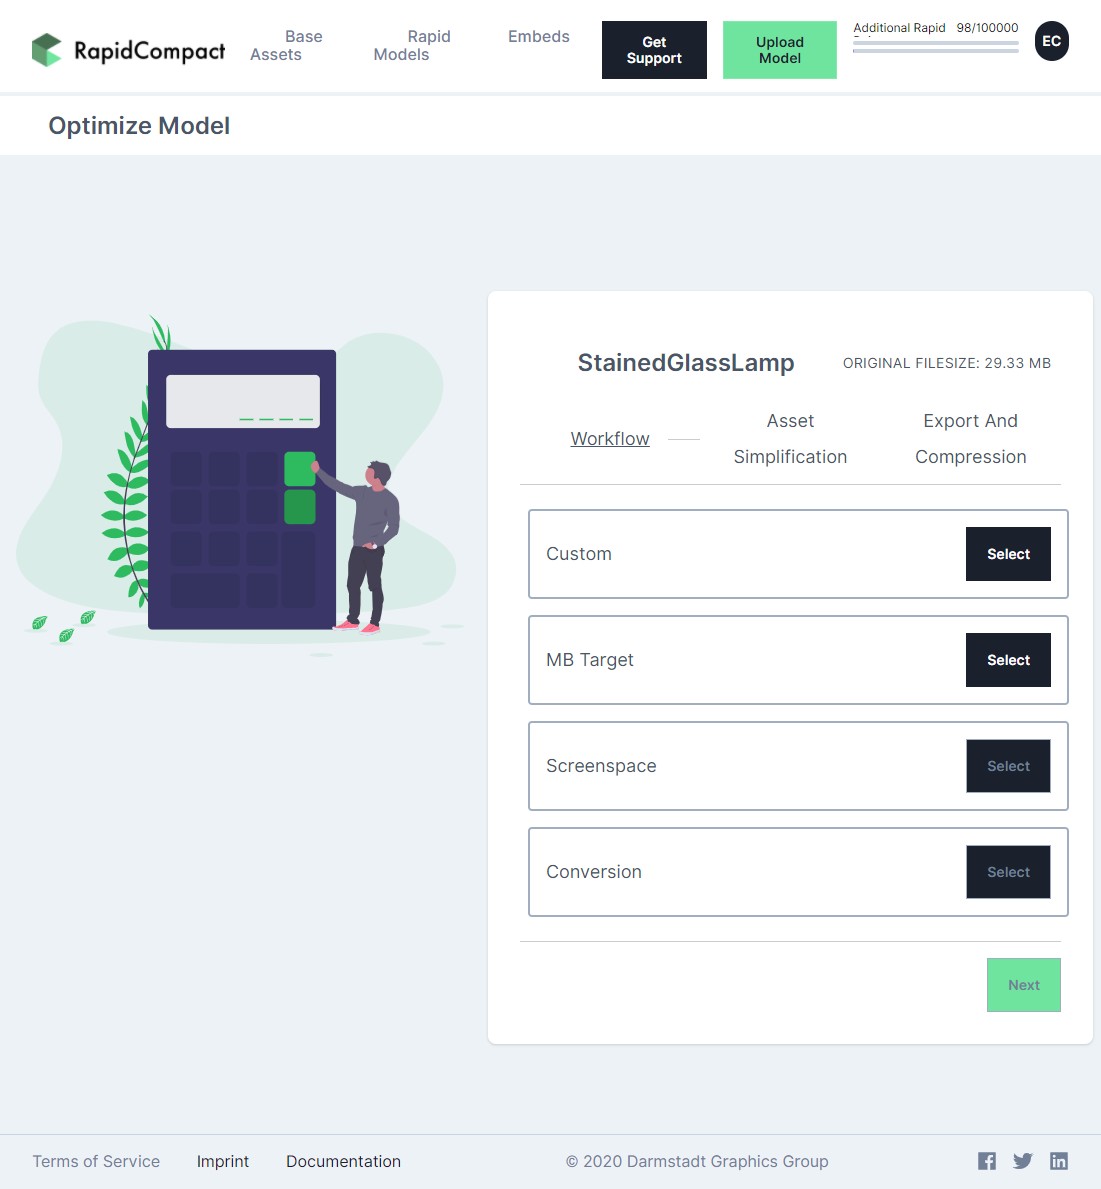 RapidCompact
Base Assets
Rapid Models
Embeds
Get Support
Upload Model
Additional Rapid
98/100000
EC
Optimize Model
StainedGlassLamp
ORIGINAL FILESIZE: 29.33 MB
Workflow
Asset Simplification
Export And Compression
Custom
Select
MB Target
Select
Screenspace
Select
Conversion
Select
Next
Terms of Service
Imprint
Documentation
© 2020 Darmstadt Graphics Group